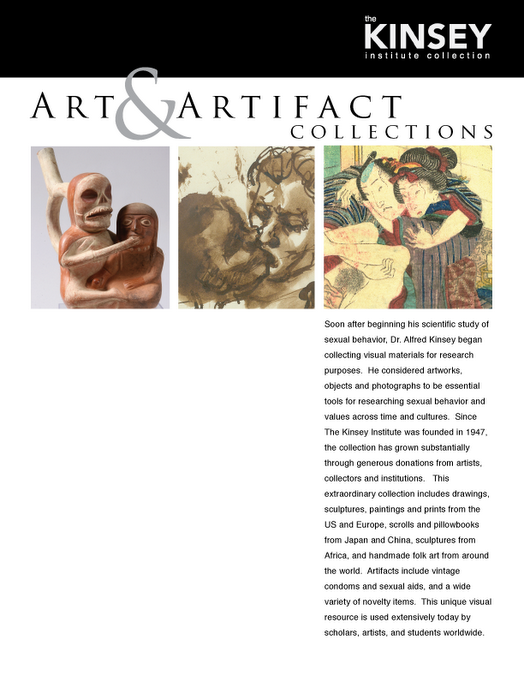 the
KINSEY
institute collection
ART & ARTIFACT
COLLECTIONS
Soon after beginning his scientific study of
sexual behavior, Dr. Alfred Kinsey began
collecting visual materials for research
purposes. He considered artworks,
objects and photographs to be essential
tools for researching sexual behavior and
values across time and cultures. Since
The Kinsey Institute was founded in 1947,
the collection has grown substantially
through generous donations from artists,
collectors and institutions. This
extraordinary collection includes drawings,
sculptures, paintings and prints from the
US and Europe, scrolls and pillowbooks
from Japan and China, sculptures from
Africa, and handmade folk art from around
the world. Artifacts include vintage
condoms and sexual aids, and a wide
variety of novelty items. This unique visual
resource is used extensively today by
scholars, artists, and students worldwide.